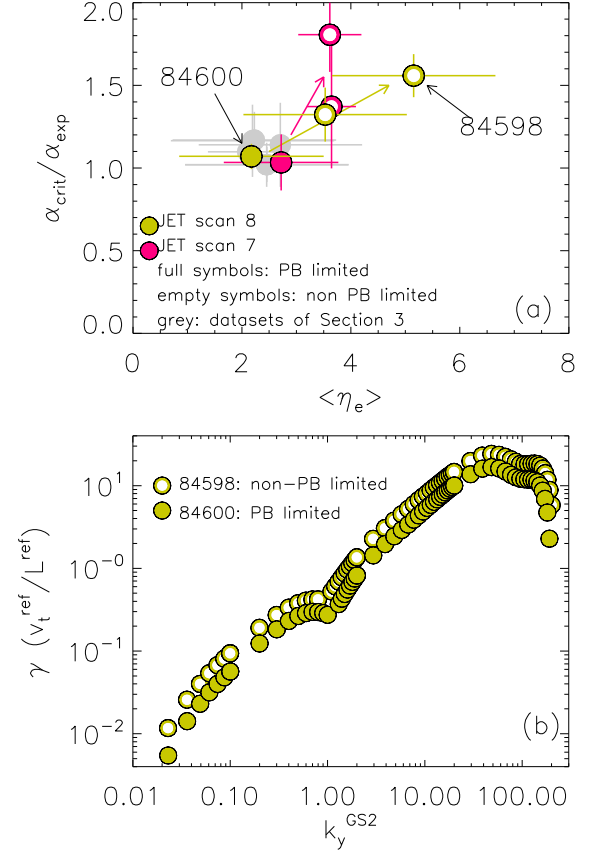 2.0
1.5
1.0
0.5
0.0
α_crit/α_exp
84600
84598
JET scan 8
JET scan 7
full symbols: PB limited
empty symbols: non PB limited
grey: datasets of Section 3
(a)
0 2 4 6 8
<η_e>
10^1
10^-0
10^-1
10^-2
γ (v_t^ref/L^ref)
84598: non-PB limited
84600: PB limited
(b)
0.01 0.10 1.00 10.00 100.00
k_y^GS2